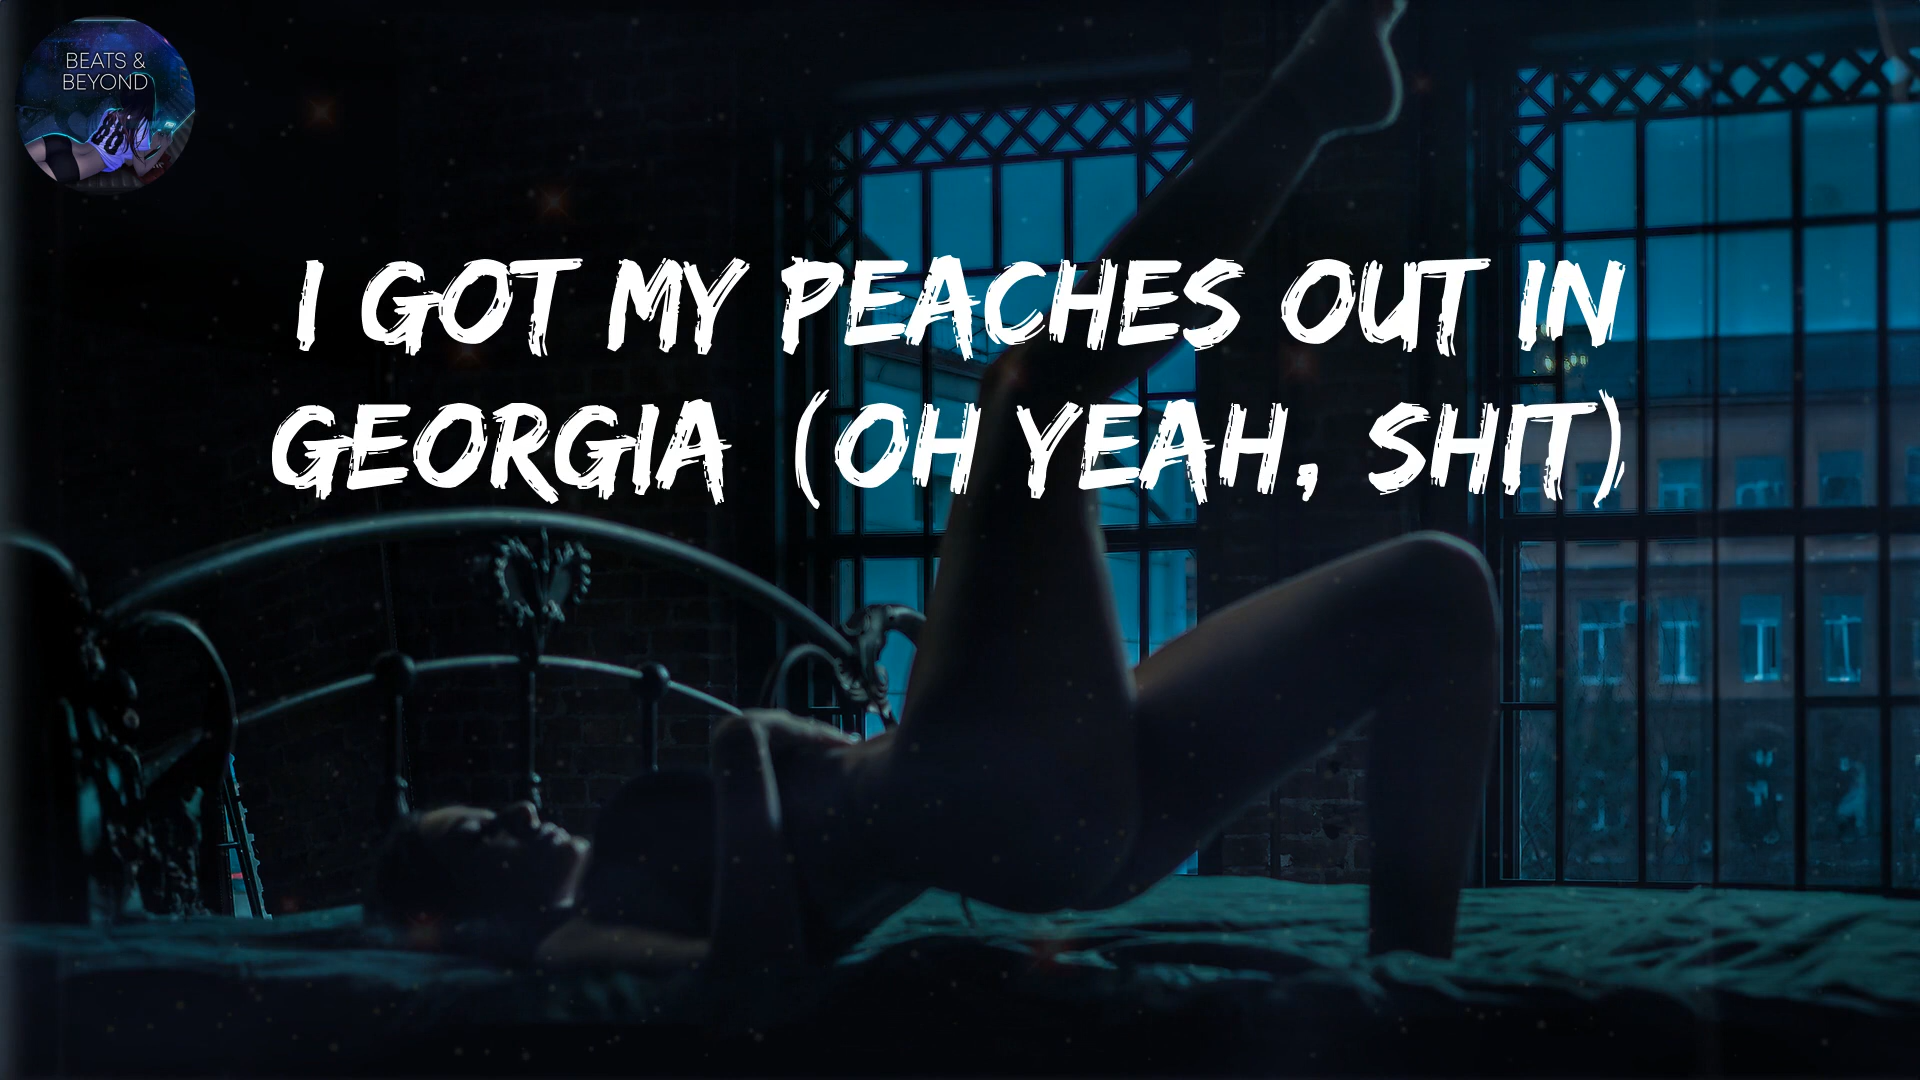 BEATS &
BEYOND
I GOT MY PEACHES OUT IN
GEORGIA (OH YEAH, SHIT)